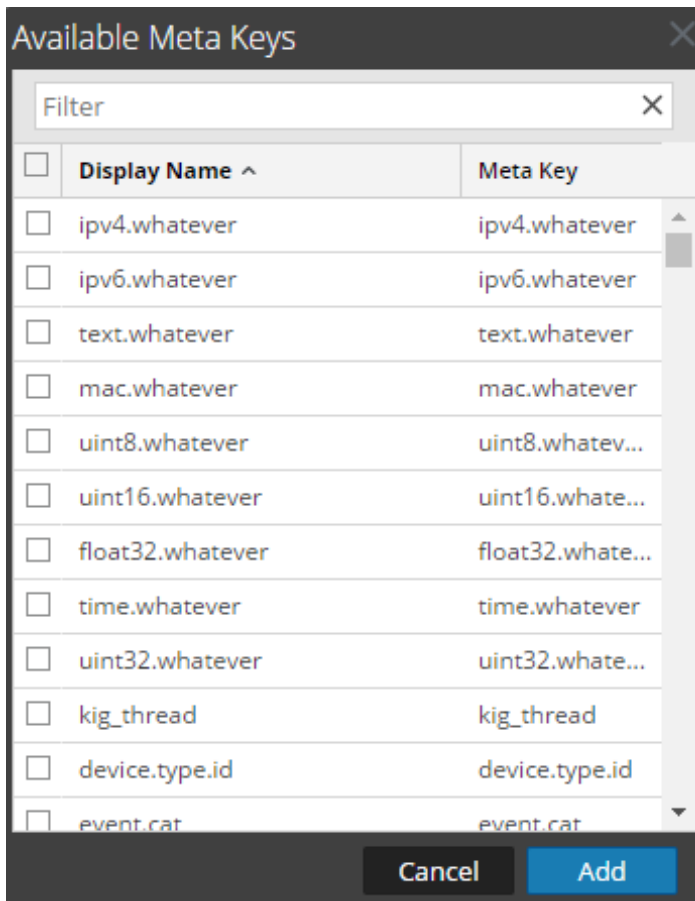 Available Meta Keys
Filter
Display Name Meta Key
ipv4.whatever ipv4.whatever
ipv6.whatever ipv6.whatever
text.whatever text.whatever
mac.whatever mac.whatever
uint8.whatever uint8.whatev...
uint16.whatever uint16.whate...
float32.whatever float32.whate...
time.whatever time.whatever
uint32.whatever uint32.whate...
kig_thread kig_thread
device.type.id device.type.id
event.cat event.cat
Cancel Add